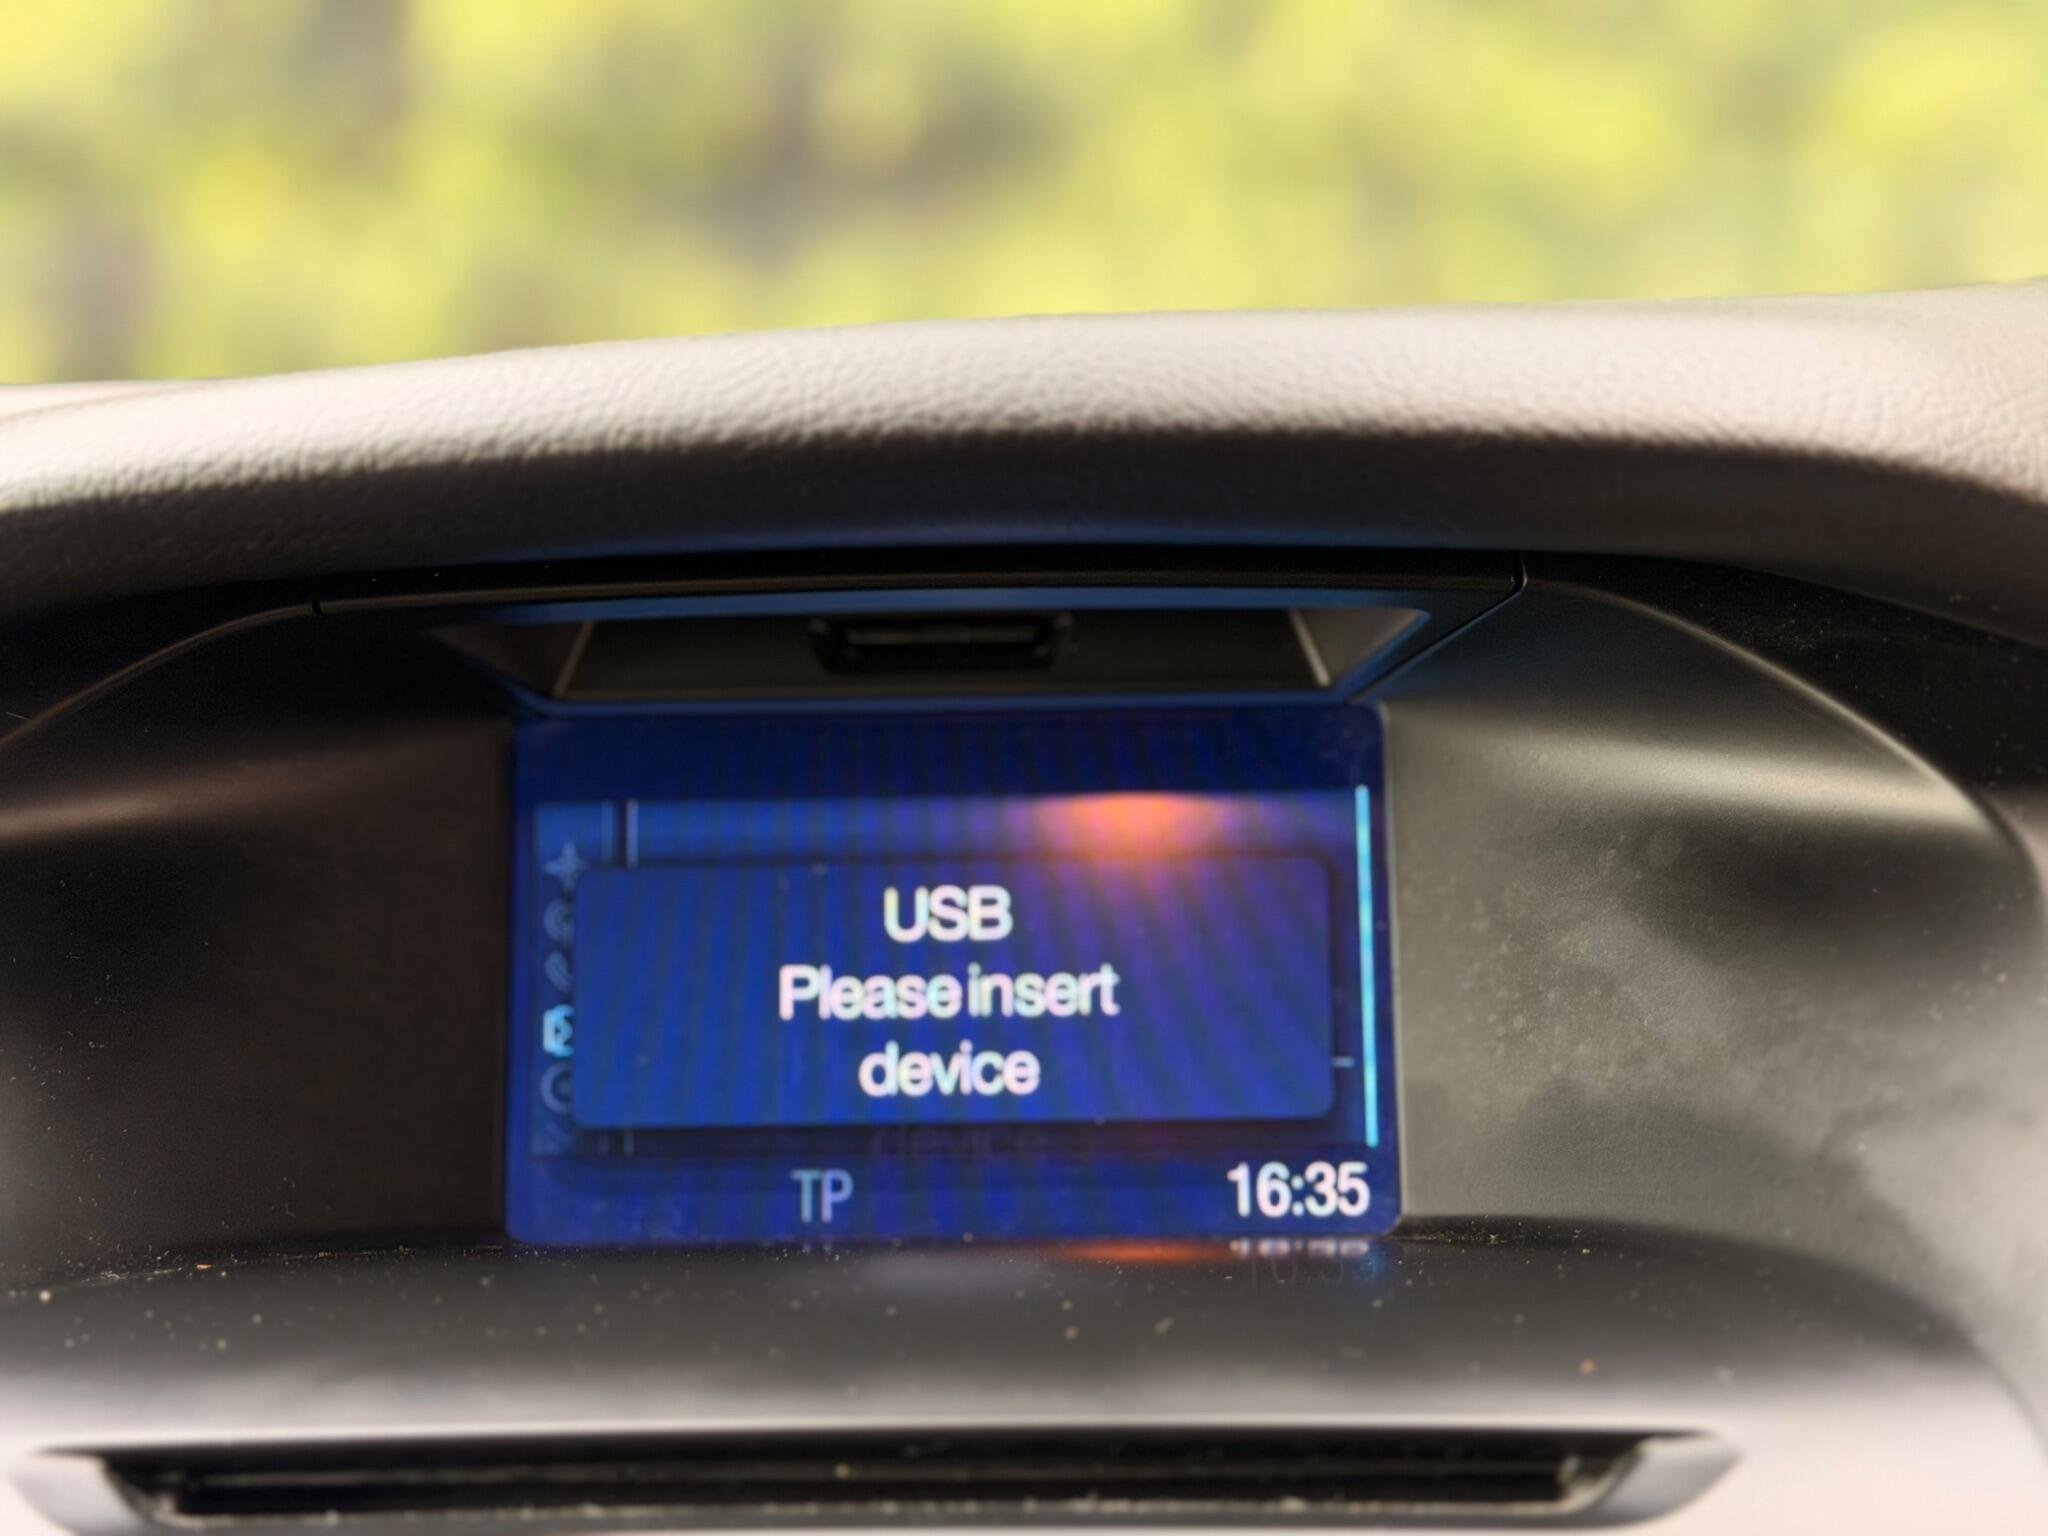 USB
Please insert
device
TP
16:35